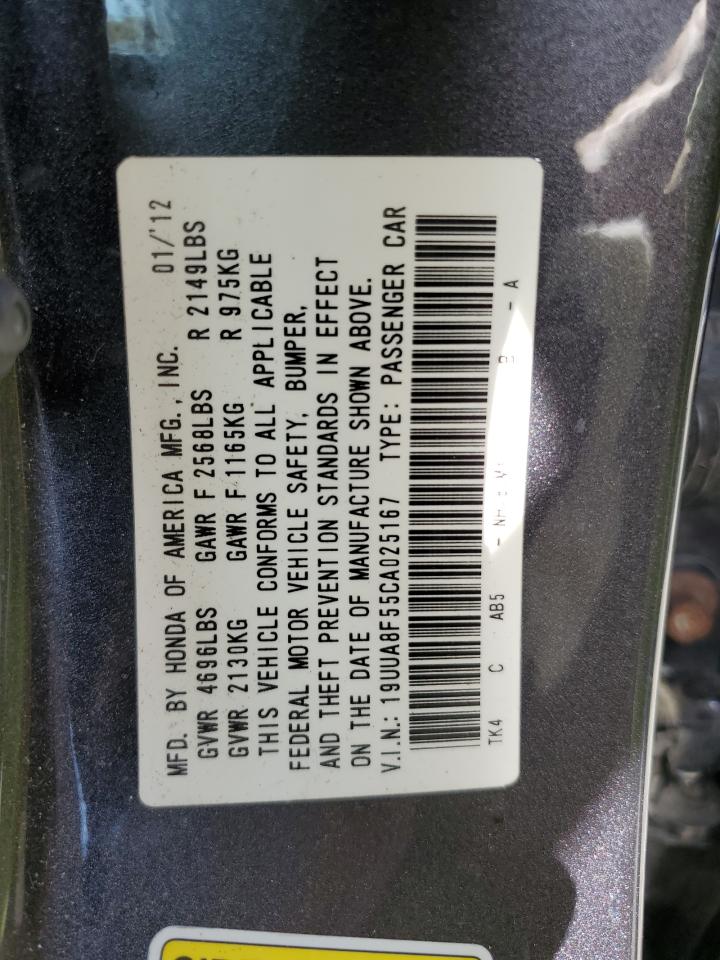 MFD. BY HONDA OF AMERICA MFG., INC. 01/'12
GVWR 4696LBS GAWR F 2568LBS R 2149LBS
GVWR 2130KG GAWR F 1165KG R 975KG
THIS VEHICLE CONFORMS TO ALL APPLICABLE
FEDERAL MOTOR VEHICLE SAFETY, BUMPER,
AND THEFT PREVENTION STANDARDS IN EFFECT
ON THE DATE OF MANUFACTURE SHOWN ABOVE.
V.I.N.: 19UUA8F55CA025167 TYPE: PASSENGER CAR
TK4 C AB5 - - A